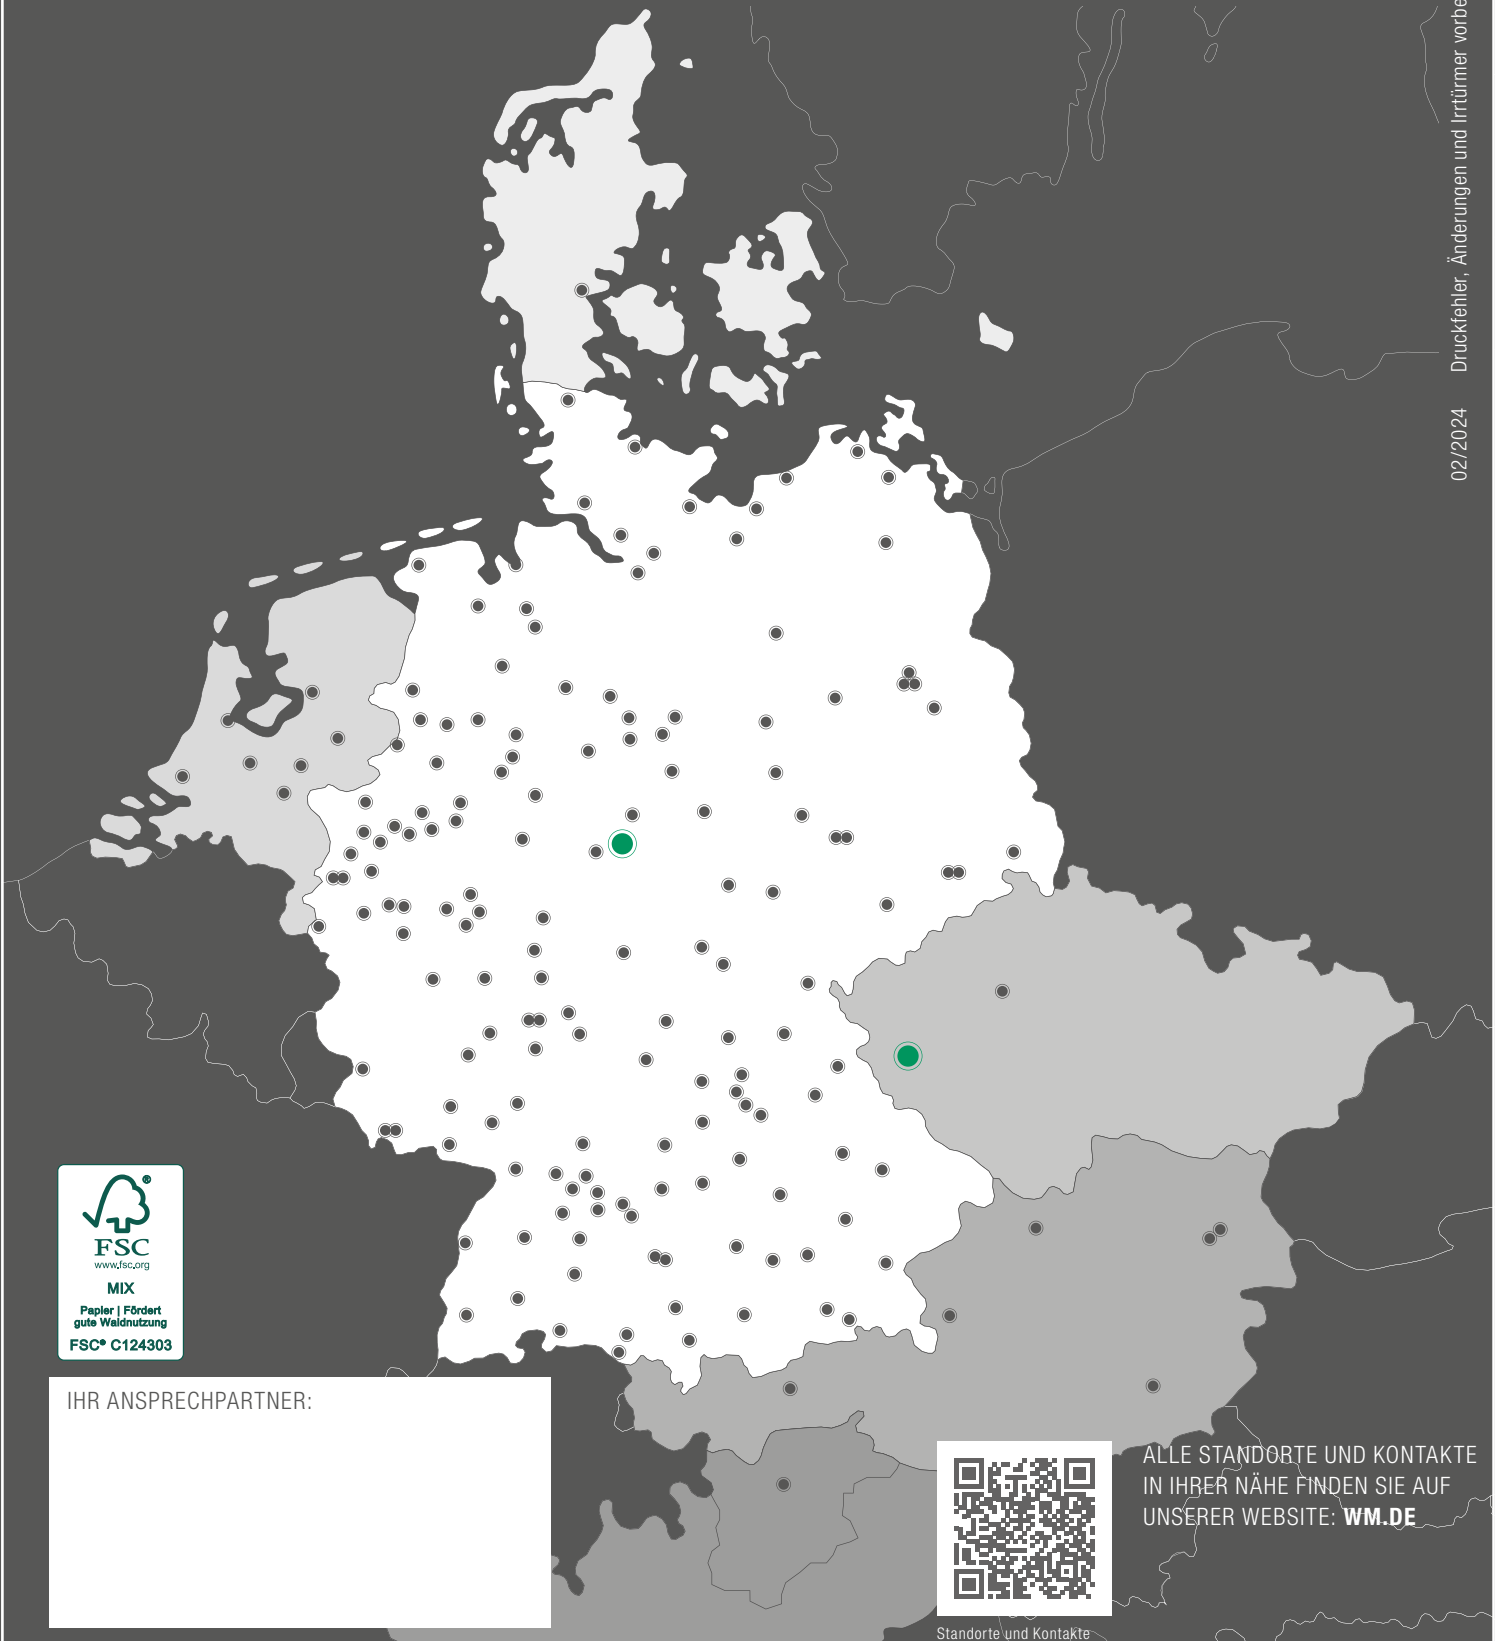 02/2024 Druckfehler, Änderungen und Irrtürmer vorbe
®
FSC
www.fsc.org
MIX
Papier | Fördert
gute Waldnutzung
FSC® C124303
IHR ANSPRECHPARTNER:
ALLE STANDORTE UND KONTAKTE
IN IHRER NÄHE FINDEN SIE AUF
UNSERER WEBSITE: WM.DE
Standorte und Kontakte